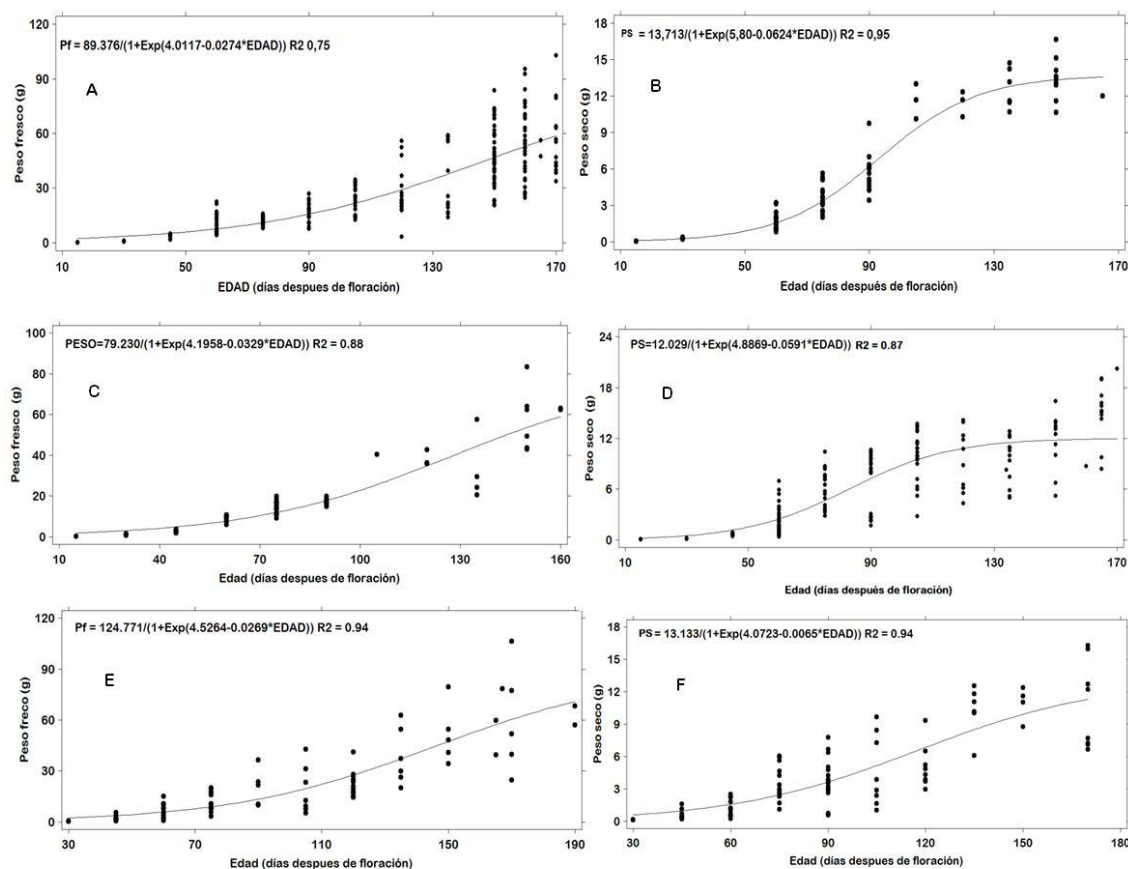 Pf = 89.376/(1+Exp(4.0117-0.0274*EDAD)) R2 0,75
A
Peso fresco (g)
120
90
60
30
0
10 50 90 130 170
EDAD (días despues de floración)
PS = 13,713/(1+Exp(5,80-0.0624*EDAD)) R2 = 0,95
B
Peso seco (g)
18
15
12
9
6
3
0
10 50 90 130 170
Edad (días después de floración)
PESO=79.230/(1+Exp(4.1958-0.0329*EDAD)) R2 = 0.88
C
Peso fresco (g)
100
80
60
40
20
0
10 40 70 100 130 160
Edad (días despues de floración)
PS=12.029/(1+Exp(4.8869-0.0591*EDAD)) R2 = 0.87
D
Peso seco (g)
24
18
12
6
0
10 50 90 130 170
Edad (días después de floración)
Pf = 124.771/(1+Exp(4.5264-0.0269*EDAD)) R2 = 0.94
E
Peso freco (g)
120
90
60
30
0
30 70 110 150 190
Edad (días despues de floración)
PS = 13.133/(1+Exp(4.0723-0.0065*EDAD)) R2 = 0.94
F
Peso seco (g)
18
15
12
9
6
3
0
30 60 90 120 150 180
Edad (días despues de floración)